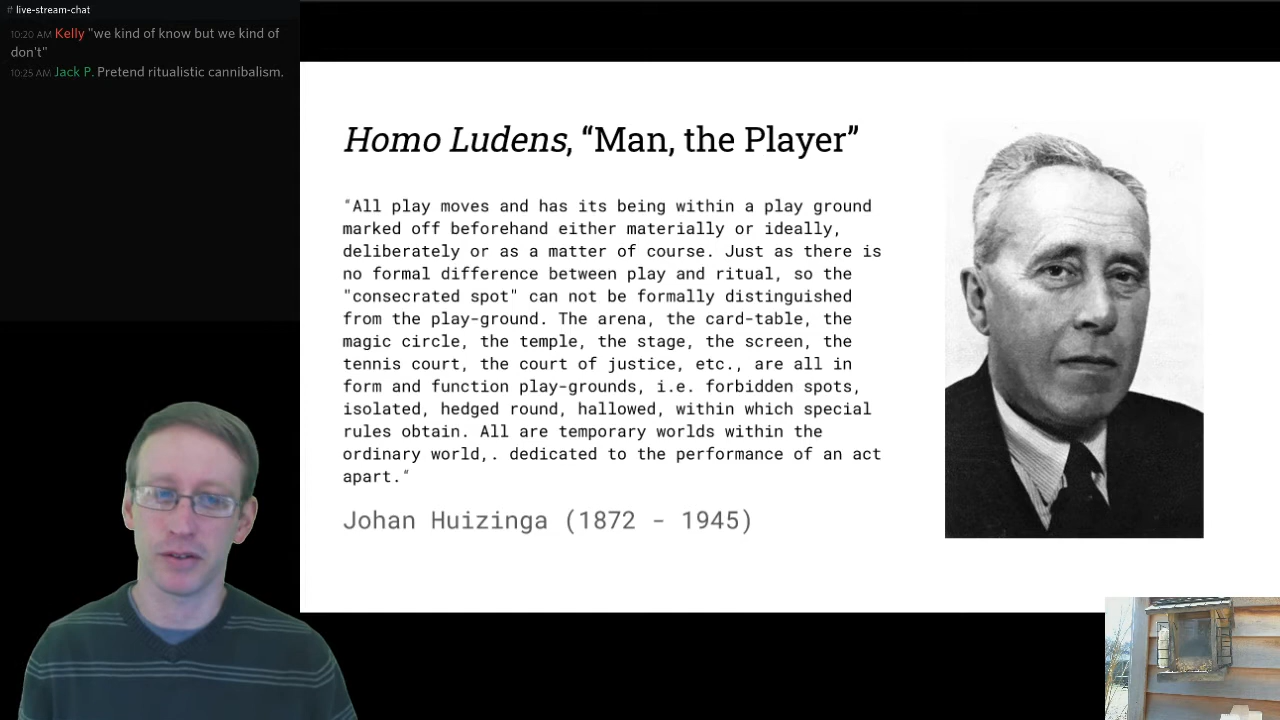 # live-stream-chat
10:20 AM Kelly "we kind of know but we kind of
don't"
10:25 AM Jack P. Pretend ritualistic cannibalism.
Homo Ludens, “Man, the Player”
"All play moves and has its being within a play ground
marked off beforehand either materially or ideally,
deliberately or as a matter of course. Just as there is
no formal difference between play and ritual, so the
"consecrated spot" can not be formally distinguished
from the play-ground. The arena, the card-table, the
magic circle, the temple, the stage, the screen, the
tennis court, the court of justice, etc., are all in
form and function play-grounds, i.e. forbidden spots,
isolated, hedged round, hallowed, within which special
rules obtain. All are temporary worlds within the
ordinary world,. dedicated to the performance of an act
apart."
Johan Huizinga (1872 - 1945)